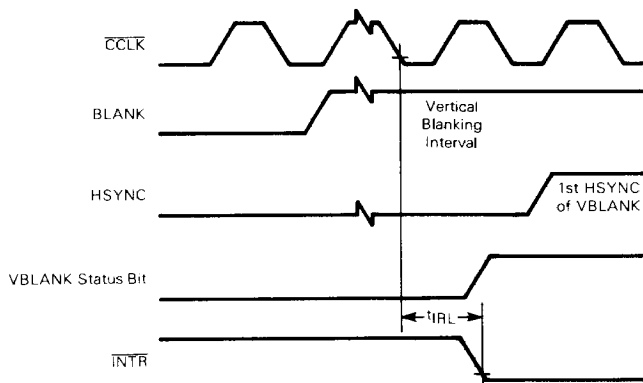 CCLK
BLANK
Vertical
Blanking
Interval
HSYNC
1st HSYNC
of VBLANK
VBLANK Status Bit
tIRL
INTR